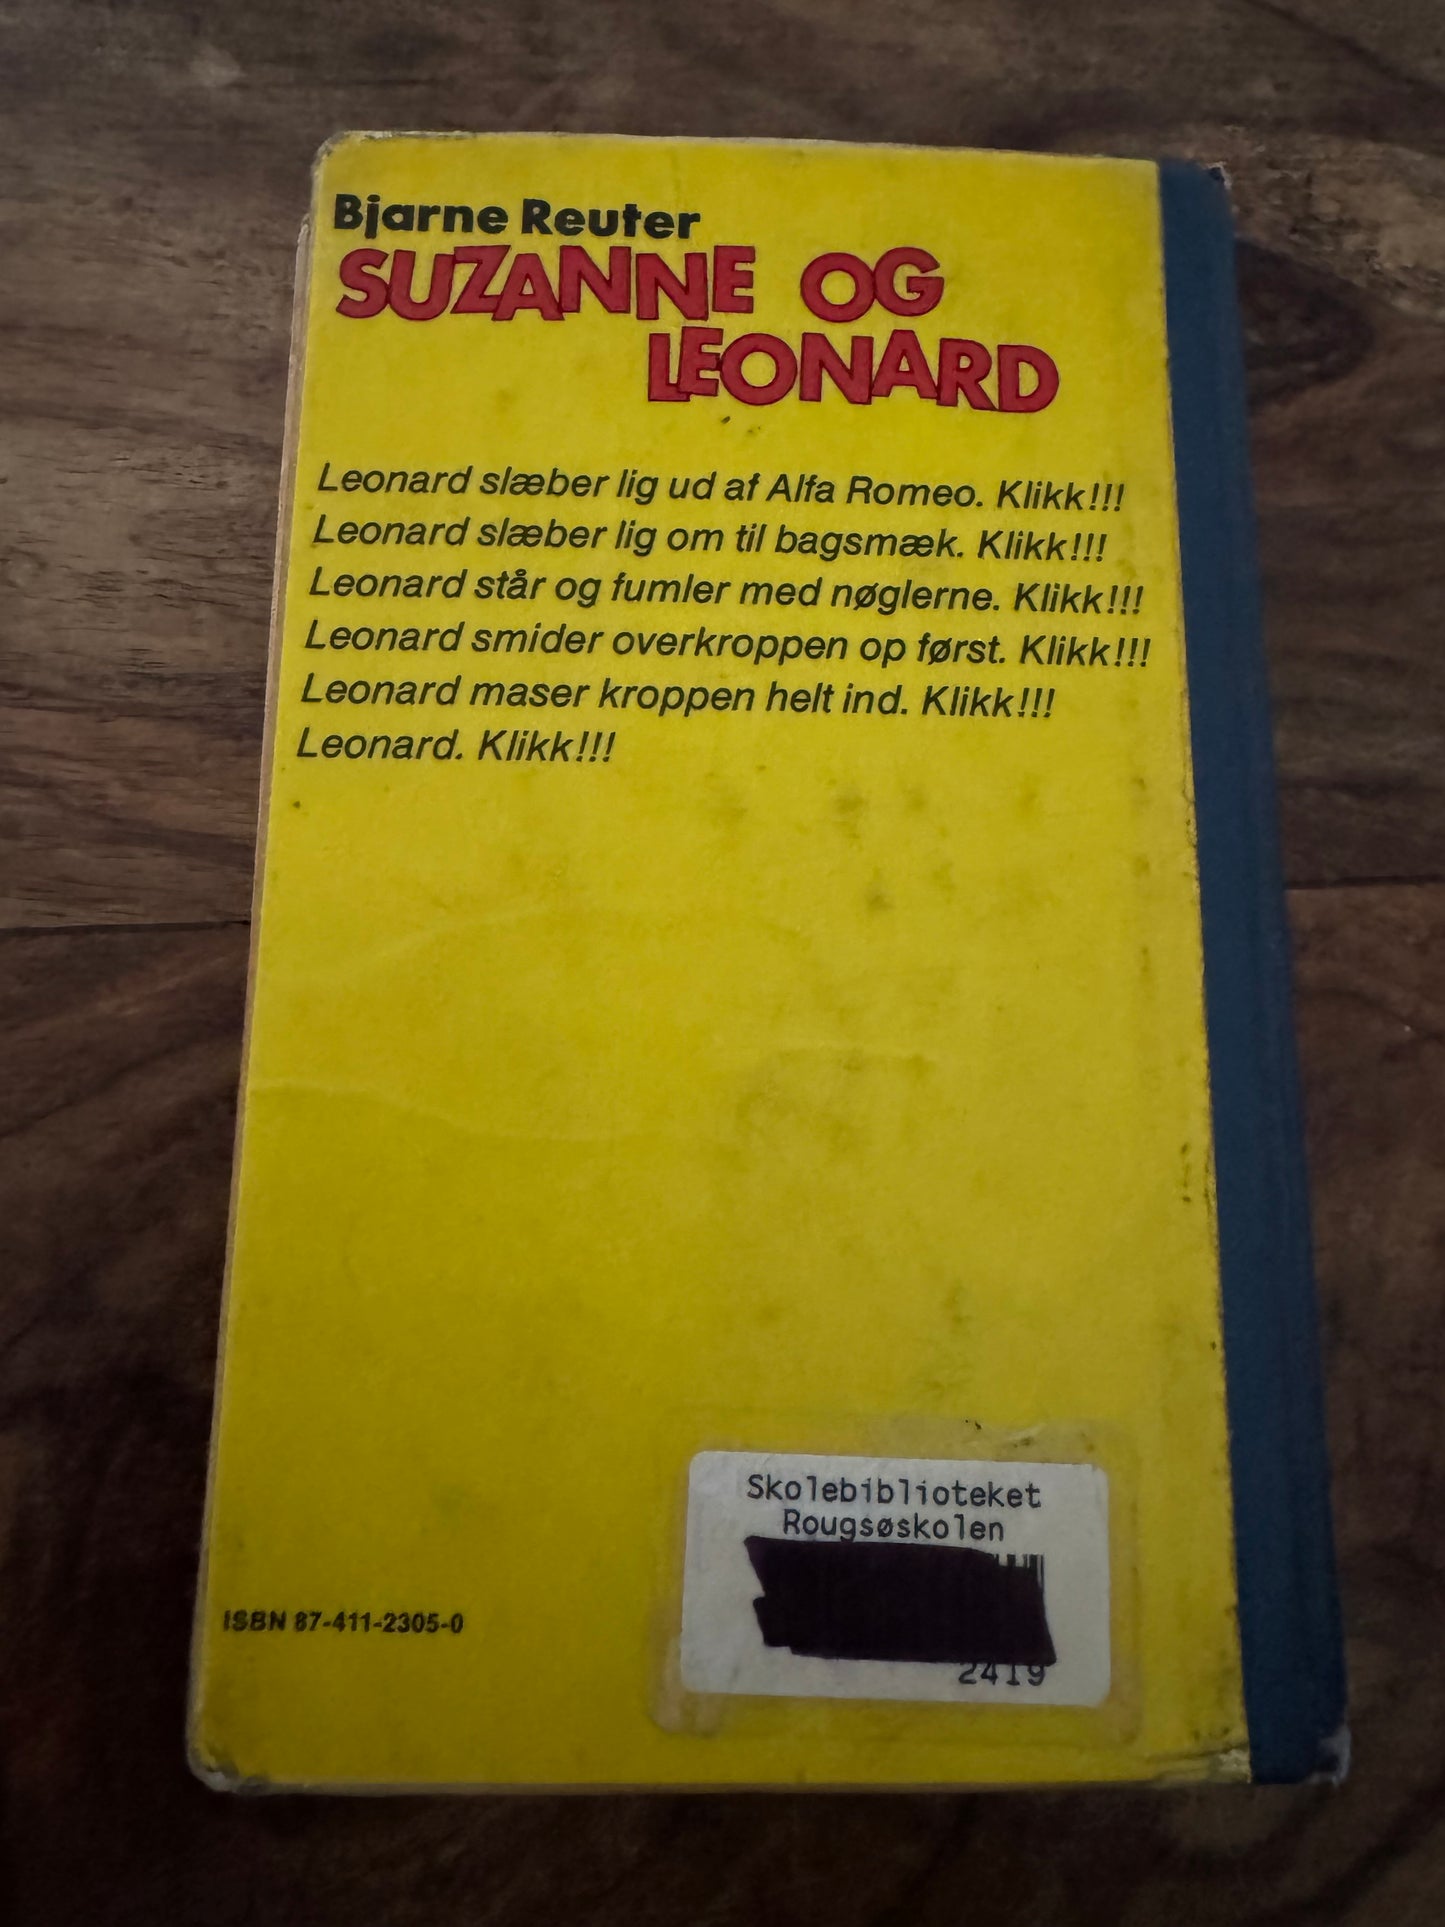 Bjarne Reuter
SUZANNE OG
LEONARD
Leonard slæber lig ud af Alfa Romeo. Klikk!!!
Leonard slæber lig om til bagsmæk. Klikk!!!
Leonard står og fumler med nøglerne. Klikk!!!
Leonard smider overkroppen op først. Klikk!!!
Leonard maser kroppen helt ind. Klikk!!!
Leonard. Klikk!!!
Skolebiblioteket
Rougsøskolen
ISBN 87-411-2305-0
2419